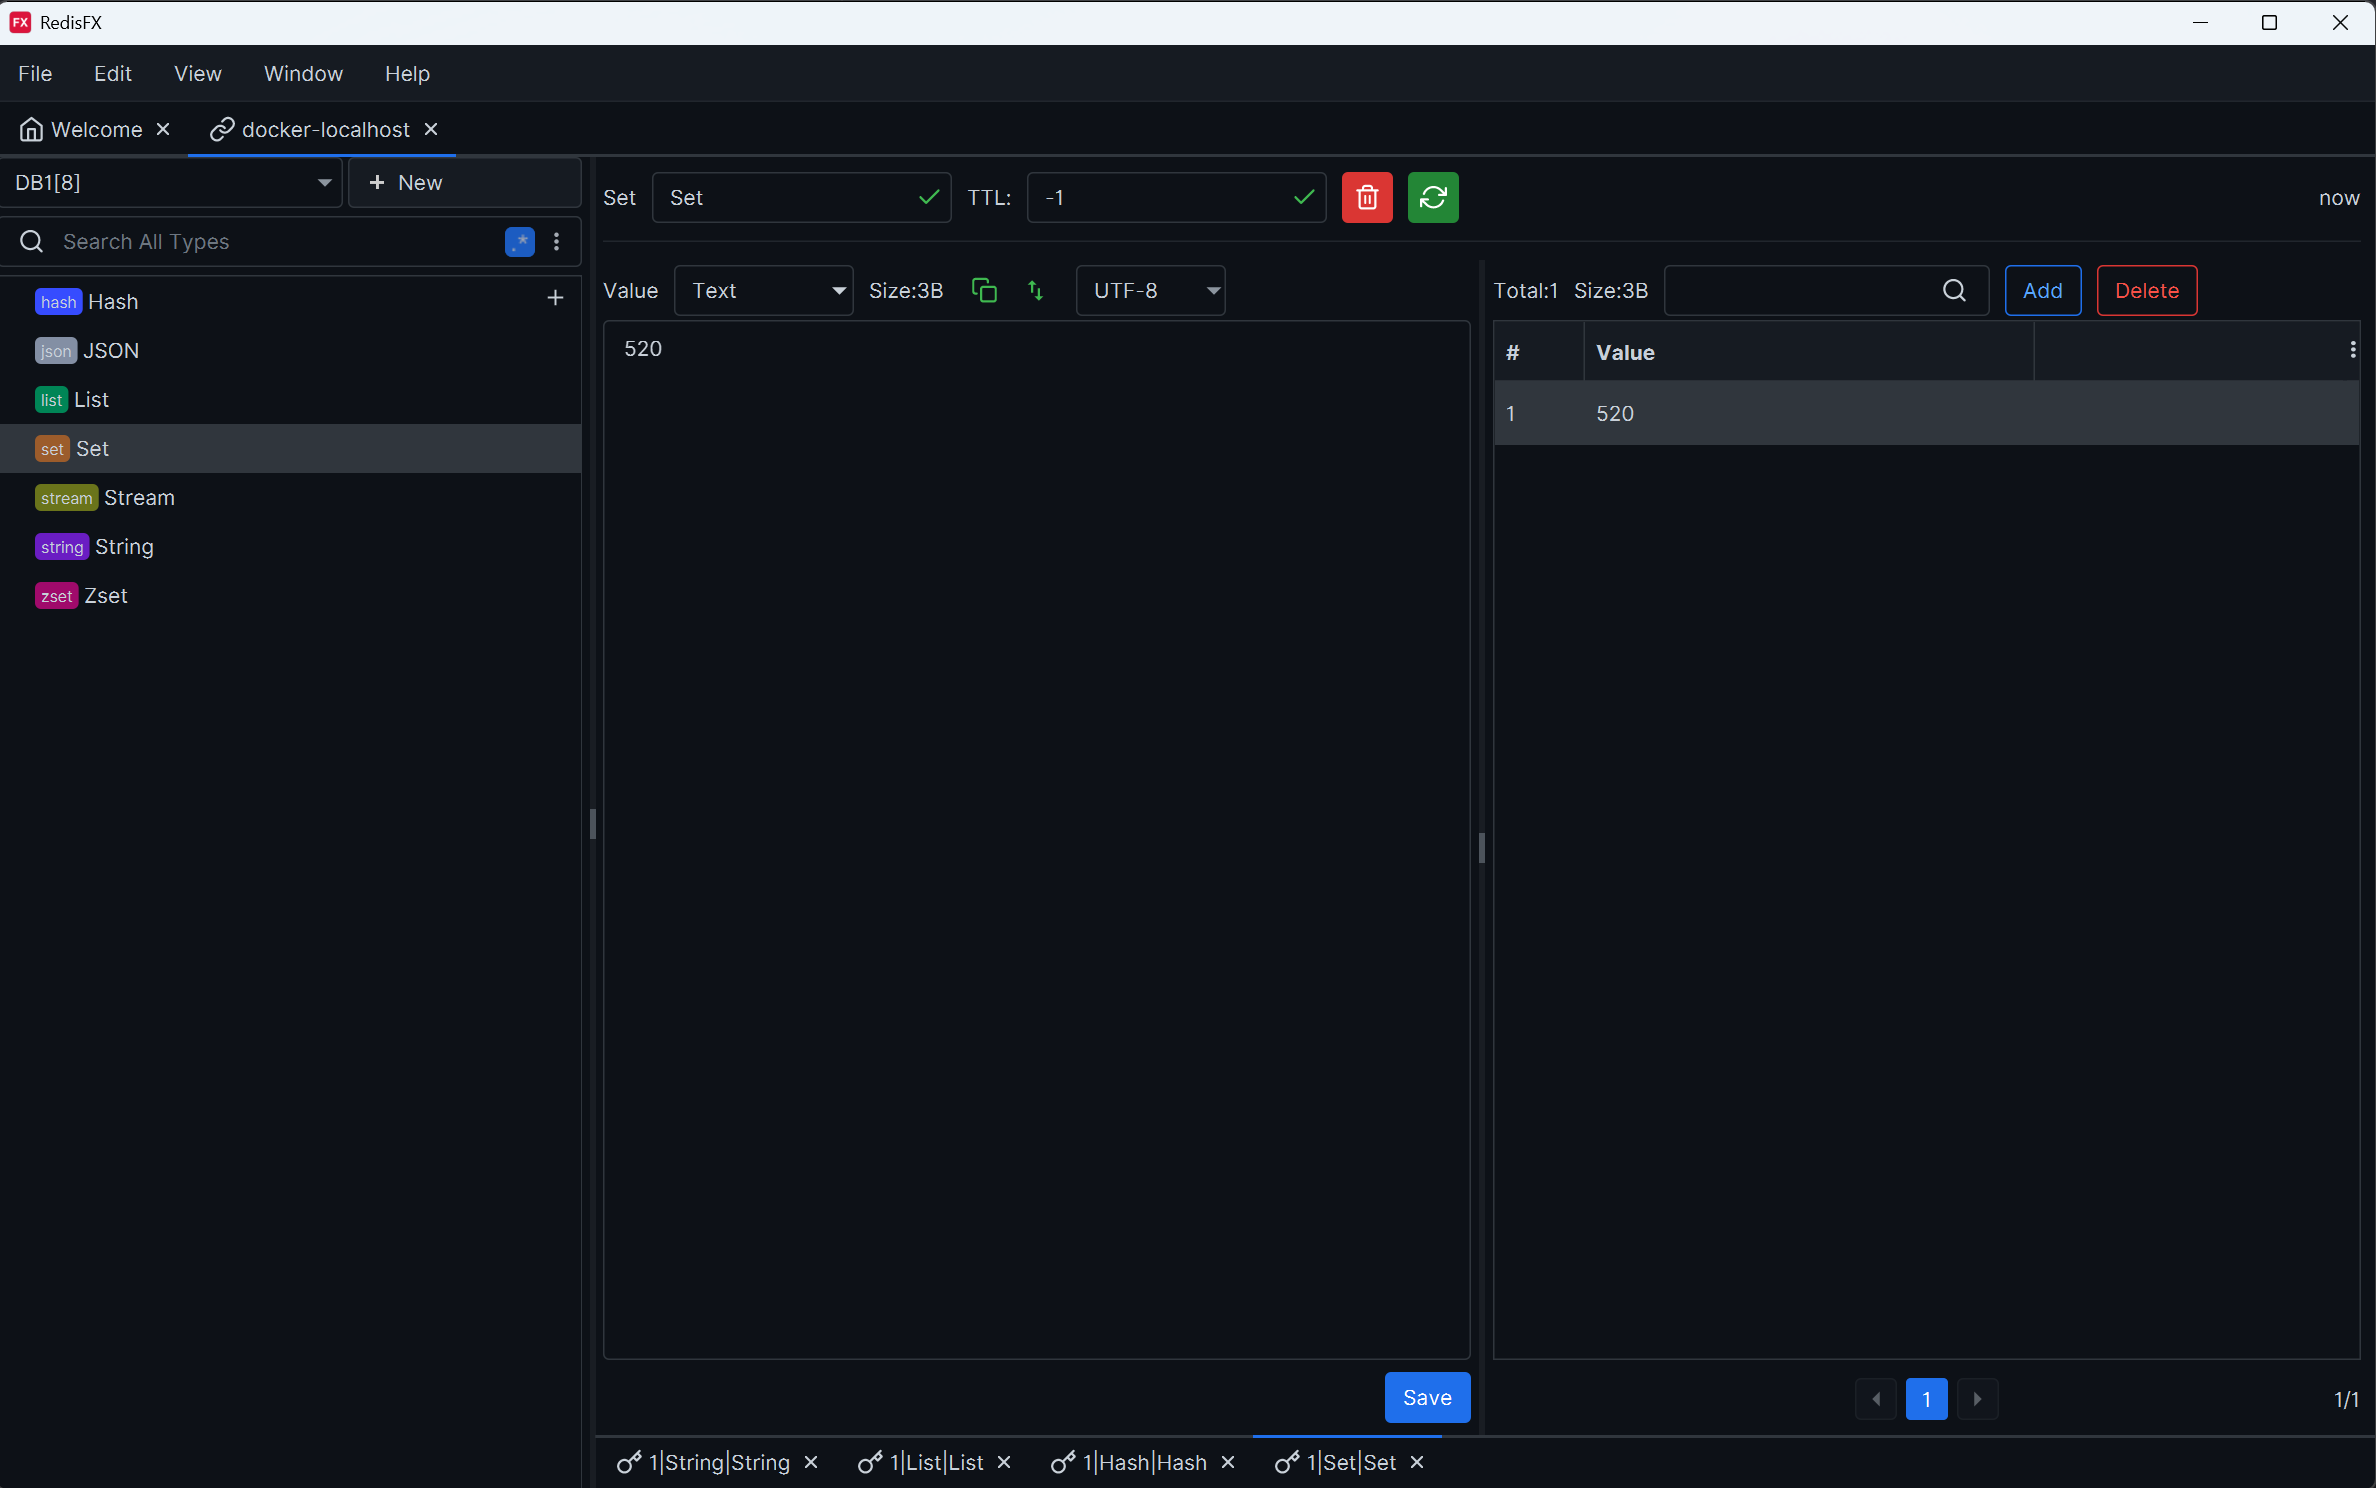 FX RedisFX
File Edit View Window Help
Welcome docker-localhost
DB1[8] + New
Search All Types .*
hash Hash
json JSON
list List
set Set
stream Stream
string String
zset Zset
Set Set TTL: -1 now
Value Text Size:3B UTF-8
520
Save
Total:1 Size:3B Add Delete
# Value
1 520
1 1/1
1|String|String 1|List|List 1|Hash|Hash 1|Set|Set